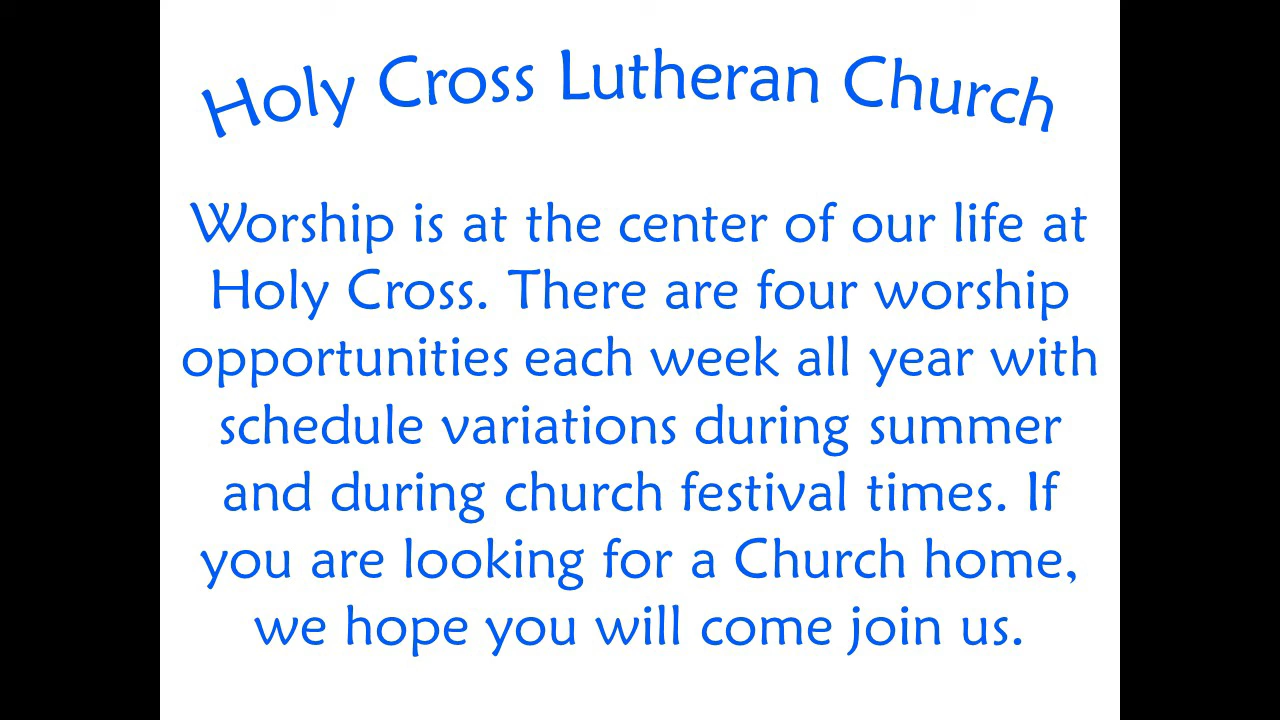 Holy Cross Lutheran Church
Worship is at the center of our life at
Holy Cross. There are four worship
opportunities each week all year with
schedule variations during summer
and during church festival times. If
you are looking for a Church home,
we hope you will come join us.